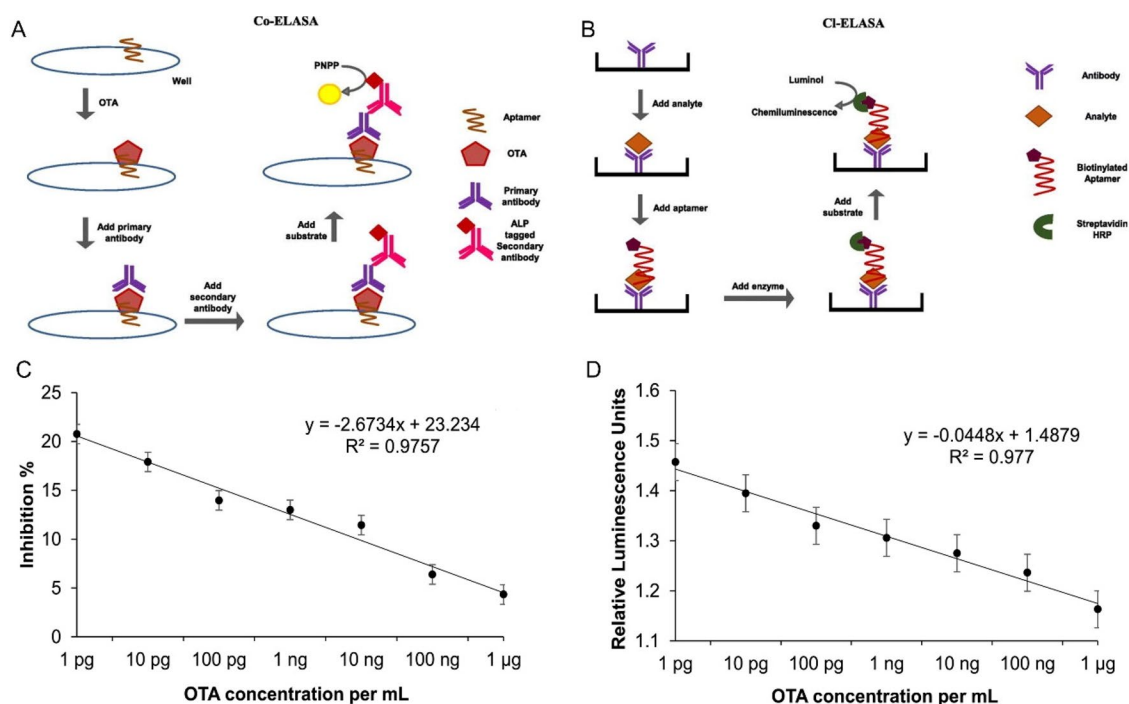 A
Co-ELASA
Well
OTA
Add primary
antibody
Add
secondary
antibody
Add
substrate
PNPP
Aptamer
OTA
Primary
antibody
ALP
tagged
Secondary
antibody
B
Cl-ELASA
Add analyte
Add aptamer
Add enzyme
Add
substrate
Luminol
Chemiluminescence
Antibody
Analyte
Biotinylated
Aptamer
Streptavidin
HRP
C
y = -2.6734x + 23.234
R² = 0.9757
Inhibition %
25
20
15
10
5
0
1 pg
10 pg
100 pg
1 ng
10 ng
100 ng
1 µg
OTA concentration per mL
D
y = -0.0448x + 1.4879
R² = 0.977
Relative Luminescence Units
1.6
1.5
1.4
1.3
1.2
1.1
1 pg
10 pg
100 pg
1 ng
10 ng
100 ng
1 µg
OTA concentration per mL